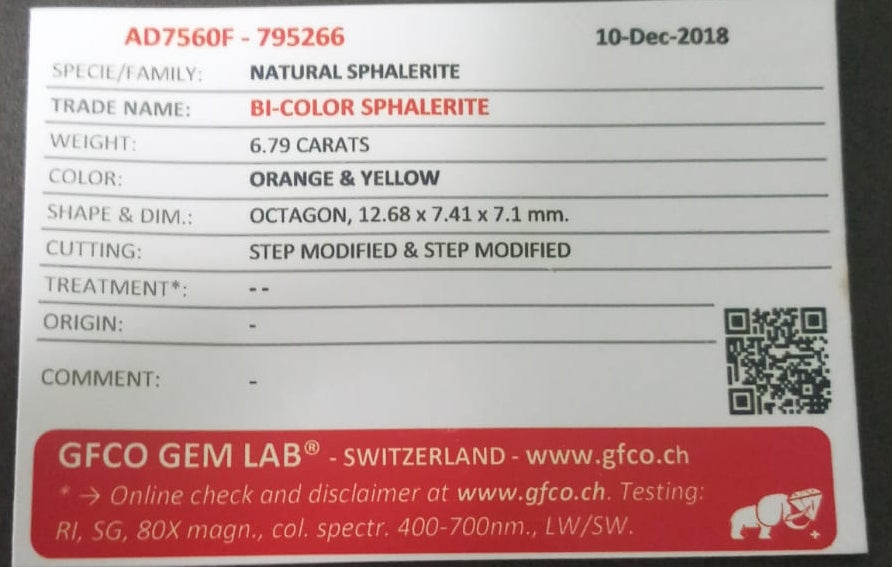 AD7560F - 795266 10-Dec-2018
SPECIE/FAMILY: NATURAL SPHALERITE
TRADE NAME: BI-COLOR SPHALERITE
WEIGHT: 6.79 CARATS
COLOR: ORANGE & YELLOW
SHAPE & DIM.: OCTAGON, 12.68 x 7.41 x 7.1 mm.
CUTTING: STEP MODIFIED & STEP MODIFIED
TREATMENT*: --
ORIGIN: -
COMMENT: -
GFCO GEM LAB® - SWITZERLAND - www.gfco.ch
* → Online check and disclaimer at www.gfco.ch. Testing:
RI, SG, 80X magn., col. spectr. 400-700nm., LW/SW.